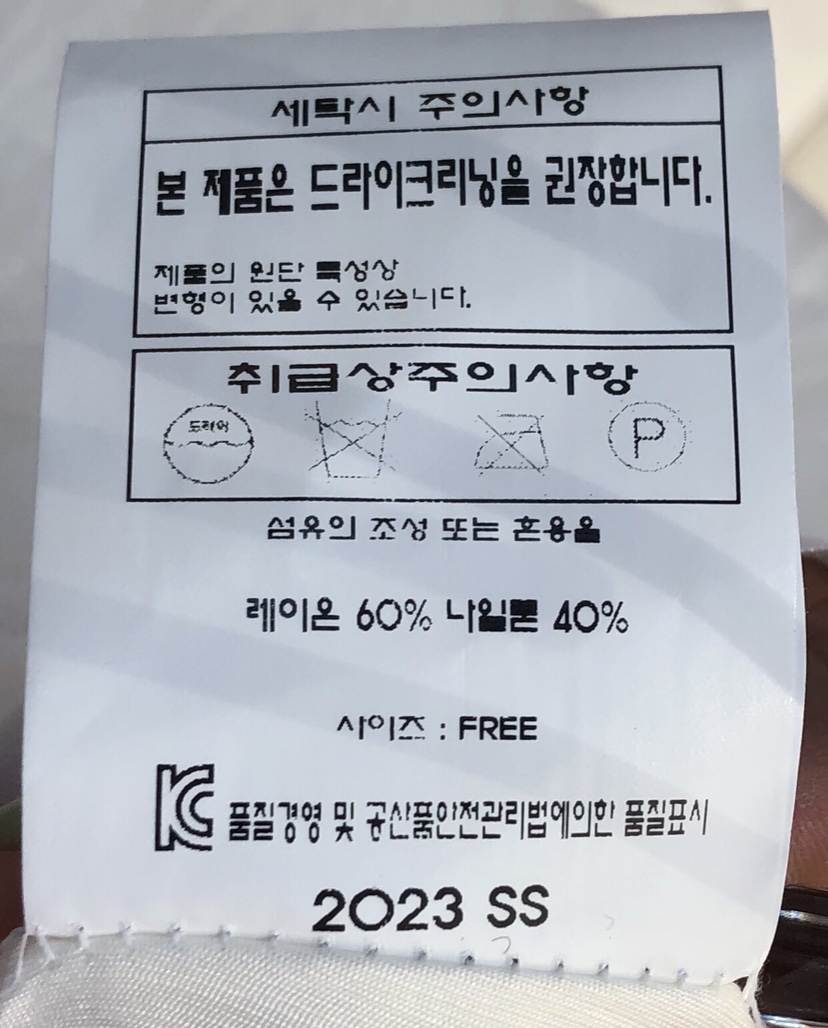 세탁시 주의사항
본 제품은 드라이크리닝을 권장합니다.
제품의 원단 특성상
변형이 있을 수 있습니다.
취급상주의사항
드라이
P
섬유의 조성 또는 혼용율
레이온 60% 나일론 40%
사이즈 : FREE
KC 품질경영 및 공산품안전관리법에의한 품질표시
2023 SS